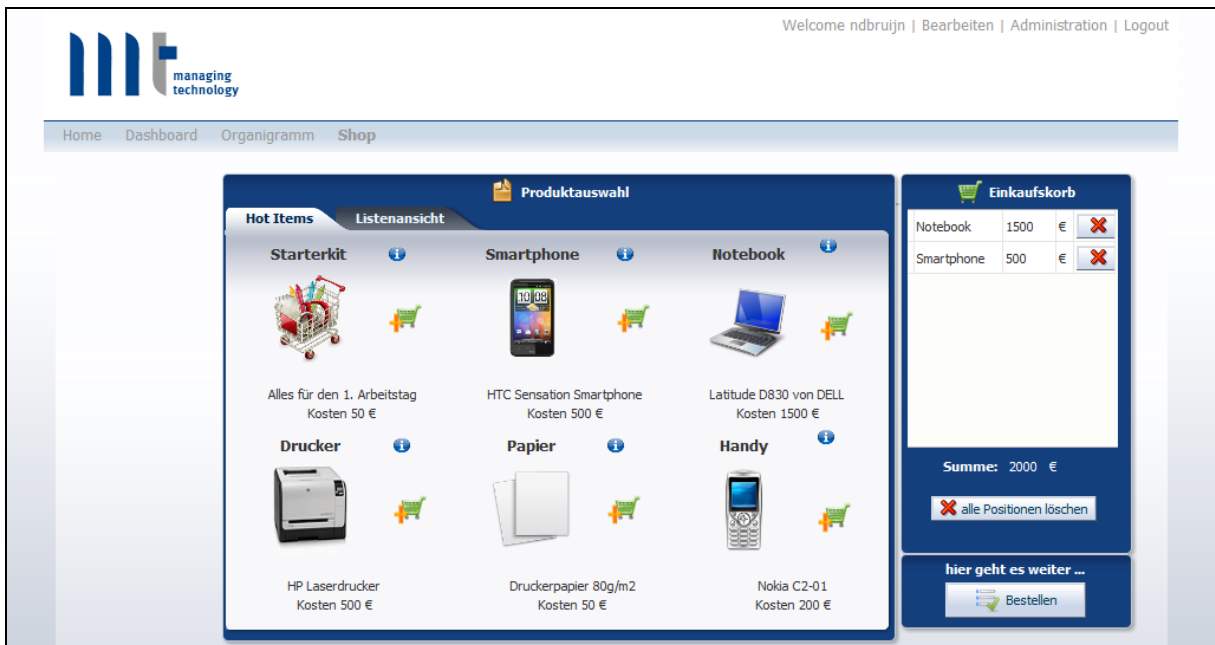 Welcome ndbruijn | Bearbeiten | Administration | Logout
mt
managing
technology
Home Dashboard Organigramm Shop
Produktauswahl
Hot Items Listenansicht
Starterkit Smartphone Notebook
10 08
Alles für den 1. Arbeitstag HTC Sensation Smartphone Latitude D830 von DELL
Kosten 50 € Kosten 500 € Kosten 1500 €
Drucker Papier Handy
HP Laserdrucker Druckerpapier 80g/m2 Nokia C2-01
Kosten 500 € Kosten 50 € Kosten 200 €
Einkaufskorb
Notebook 1500 €
Smartphone 500 €
Summe: 2000 €
alle Positionen löschen
hier geht es weiter ...
Bestellen